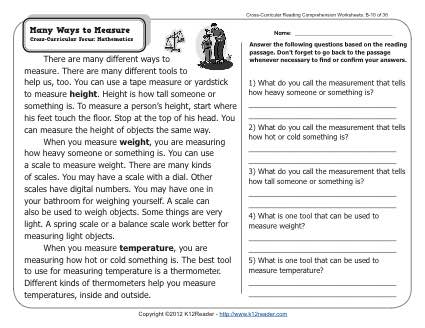 Cross-Curricular Reading Comprehension Worksheets: B-10 of 36
Many Ways to Measure
Cross-Curricular Focus: Mathematics
There are many different ways to
measure. There are many different tools to
help us, too. You can use a tape measure or yardstick
to measure height. Height is how tall someone or
something is. To measure a person's height, start where
his feet touch the floor. Stop at the top of his head. You
can measure the height of objects the same way.
When you measure weight, you are measuring
how heavy someone or something is. You can use
a scale to measure weight. There are many kinds
of scales. You may have a scale with a dial. Other
scales have digital numbers. You may have one in
your bathroom for weighing yourself. A scale can
also be used to weigh objects. Some things are very
light. A spring scale or a balance scale work better for
measuring light objects.
When you measure temperature, you are
measuring how hot or cold something is. The best tool
to use for measuring temperature is a thermometer.
Different kinds of thermometers help you measure
temperatures, inside and outside.
Name:
Answer the following questions based on the reading
passage. Don't forget to go back to the passage
whenever necessary to find or confirm your answers.
1) What do you call the measurement that tells
how heavy someone or something is?
2) What do you call the measurement that tells
how hot or cold something is?
3) What do you call the measurement that tells
how tall someone or something is?
4) What is one tool that can be used to
measure weight?
5) What is one tool that can be used to
measure temperature?
Copyright ©2012 K12Reader - http://www.k12reader.com